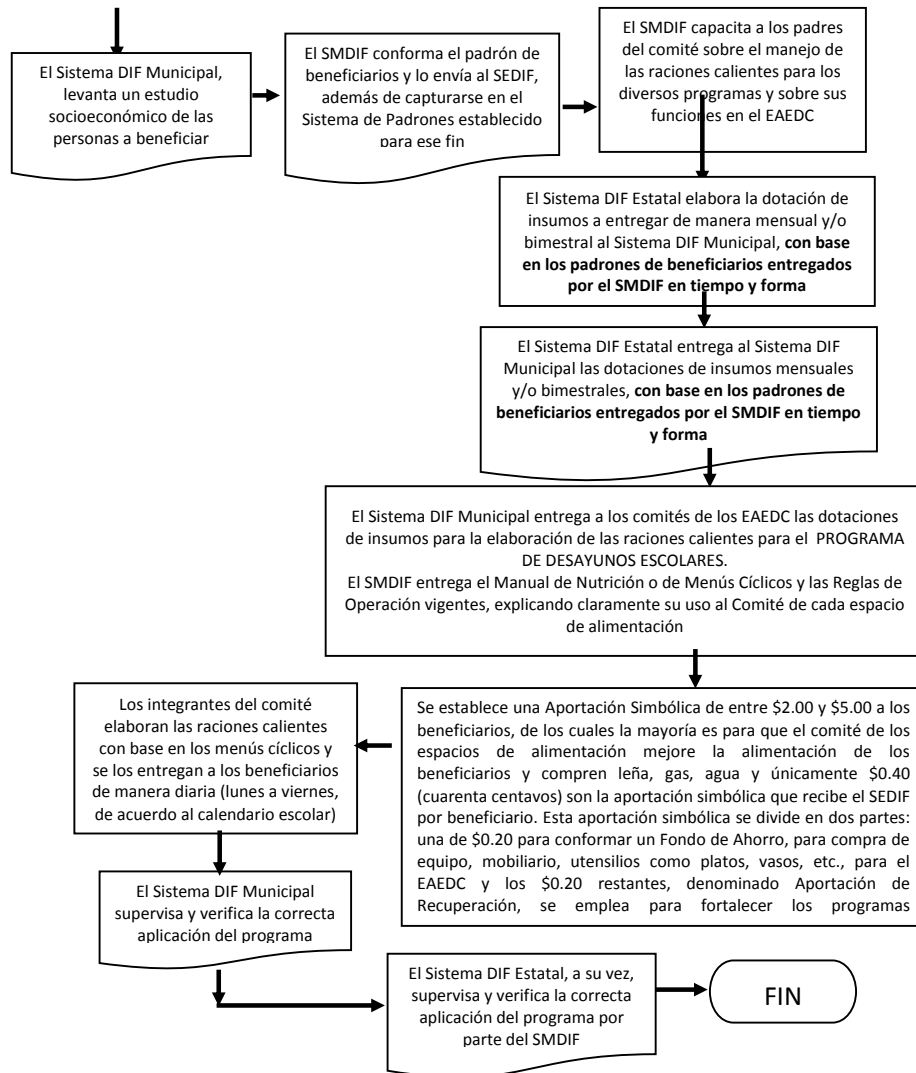 El Sistema DIF Municipal,
levanta un estudio
socioeconómico de las
personas a beneficiar
El SMDIF conforma el padrón de
beneficiarios y lo envía al SEDIF,
además de capturarse en el
Sistema de Padrones establecido
para ese fin
El SMDIF capacita a los padres
del comité sobre el manejo de
las raciones calientes para los
diversos programas y sobre sus
funciones en el EAEDC
El Sistema DIF Estatal elabora la dotación de
insumos a entregar de manera mensual y/o
bimestral al Sistema DIF Municipal, con base
en los padrones de beneficiarios entregados
por el SMDIF en tiempo y forma
El Sistema DIF Estatal entrega al Sistema DIF
Municipal las dotaciones de insumos mensuales
y/o bimestrales, con base en los padrones de
beneficiarios entregados por el SMDIF en tiempo
y forma
El Sistema DIF Municipal entrega a los comités de los EAEDC las dotaciones
de insumos para la elaboración de las raciones calientes para el PROGRAMA
DE DESAYUNOS ESCOLARES.
El SMDIF entrega el Manual de Nutrición o de Menús Cíclicos y las Reglas de
Operación vigentes, explicando claramente su uso al Comité de cada espacio
de alimentación
Se establece una Aportación Simbólica de entre $2.00 y $5.00 a los
beneficiarios, de los cuales la mayoría es para que el comité de los
espacios de alimentación mejore la alimentación de los
beneficiarios y compren leña, gas, agua y únicamente $0.40
(cuarenta centavos) son la aportación simbólica que recibe el SEDIF
por beneficiario. Esta aportación simbólica se divide en dos partes:
una de $0.20 para conformar un Fondo de Ahorro, para compra de
equipo, mobiliario, utensilios como platos, vasos, etc., para el
EAEDC y los $0.20 restantes, denominado Aportación de
Recuperación, se emplea para fortalecer los programas
Los integrantes del comité
elaboran las raciones calientes
con base en los menús cíclicos y
se los entregan a los beneficiarios
de manera diaria (lunes a viernes,
de acuerdo al calendario escolar)
El Sistema DIF Municipal
supervisa y verifica la correcta
aplicación del programa
El Sistema DIF Estatal, a su vez,
supervisa y verifica la correcta
aplicación del programa por
parte del SMDIF
FIN